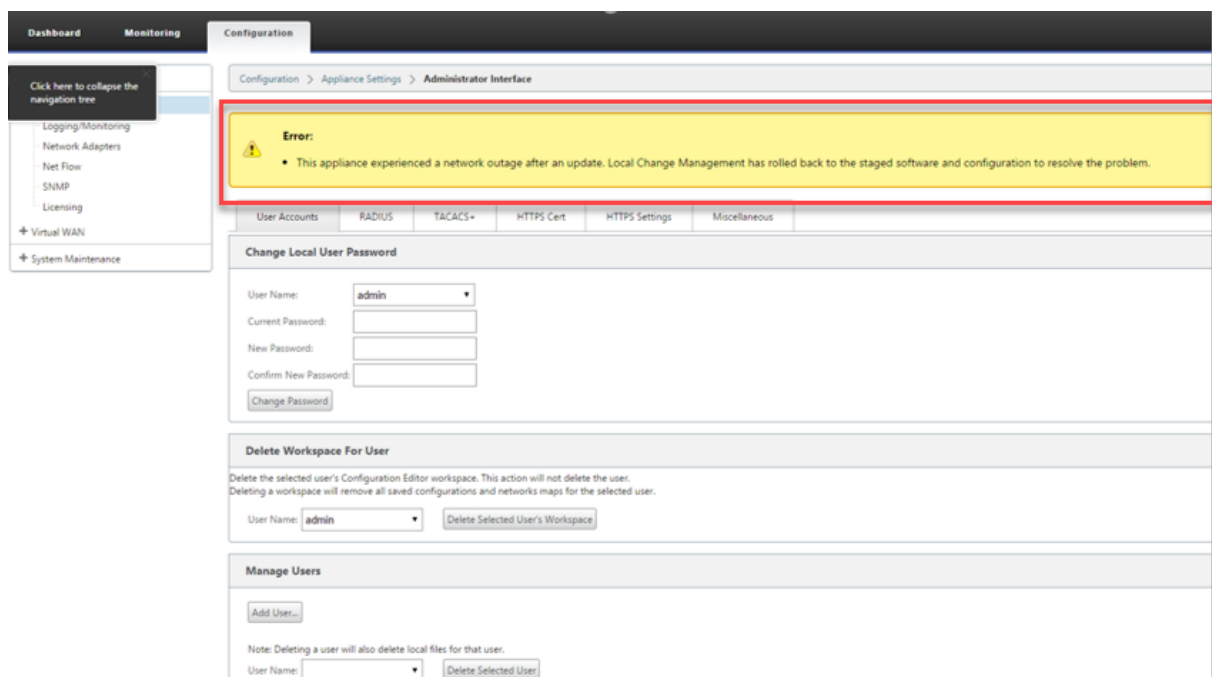 Dashboard
Monitoring
Configuration
Click here to collapse the
navigation tree
Logging/Monitoring
Network Adapters
Net Flow
SNMP
Licensing
+ Virtual WAN
+ System Maintenance
Configuration > Appliance Settings > Administrator Interface
Error:
• This appliance experienced a network outage after an update. Local Change Management has rolled back to the staged software and configuration to resolve the problem.
User Accounts
RADIUS
TACACS+
HTTPS Cert
HTTPS Settings
Miscellaneous
Change Local User Password
User Name: admin
Current Password:
New Password:
Confirm New Password:
Change Password
Delete Workspace For User
Delete the selected user's Configuration Editor workspace. This action will not delete the user.
Deleting a workspace will remove all saved configurations and networks maps for the selected user.
User Name: admin Delete Selected User's Workspace
Manage Users
Add User...
Note: Deleting a user will also delete local files for that user.
User Name: Delete Selected User